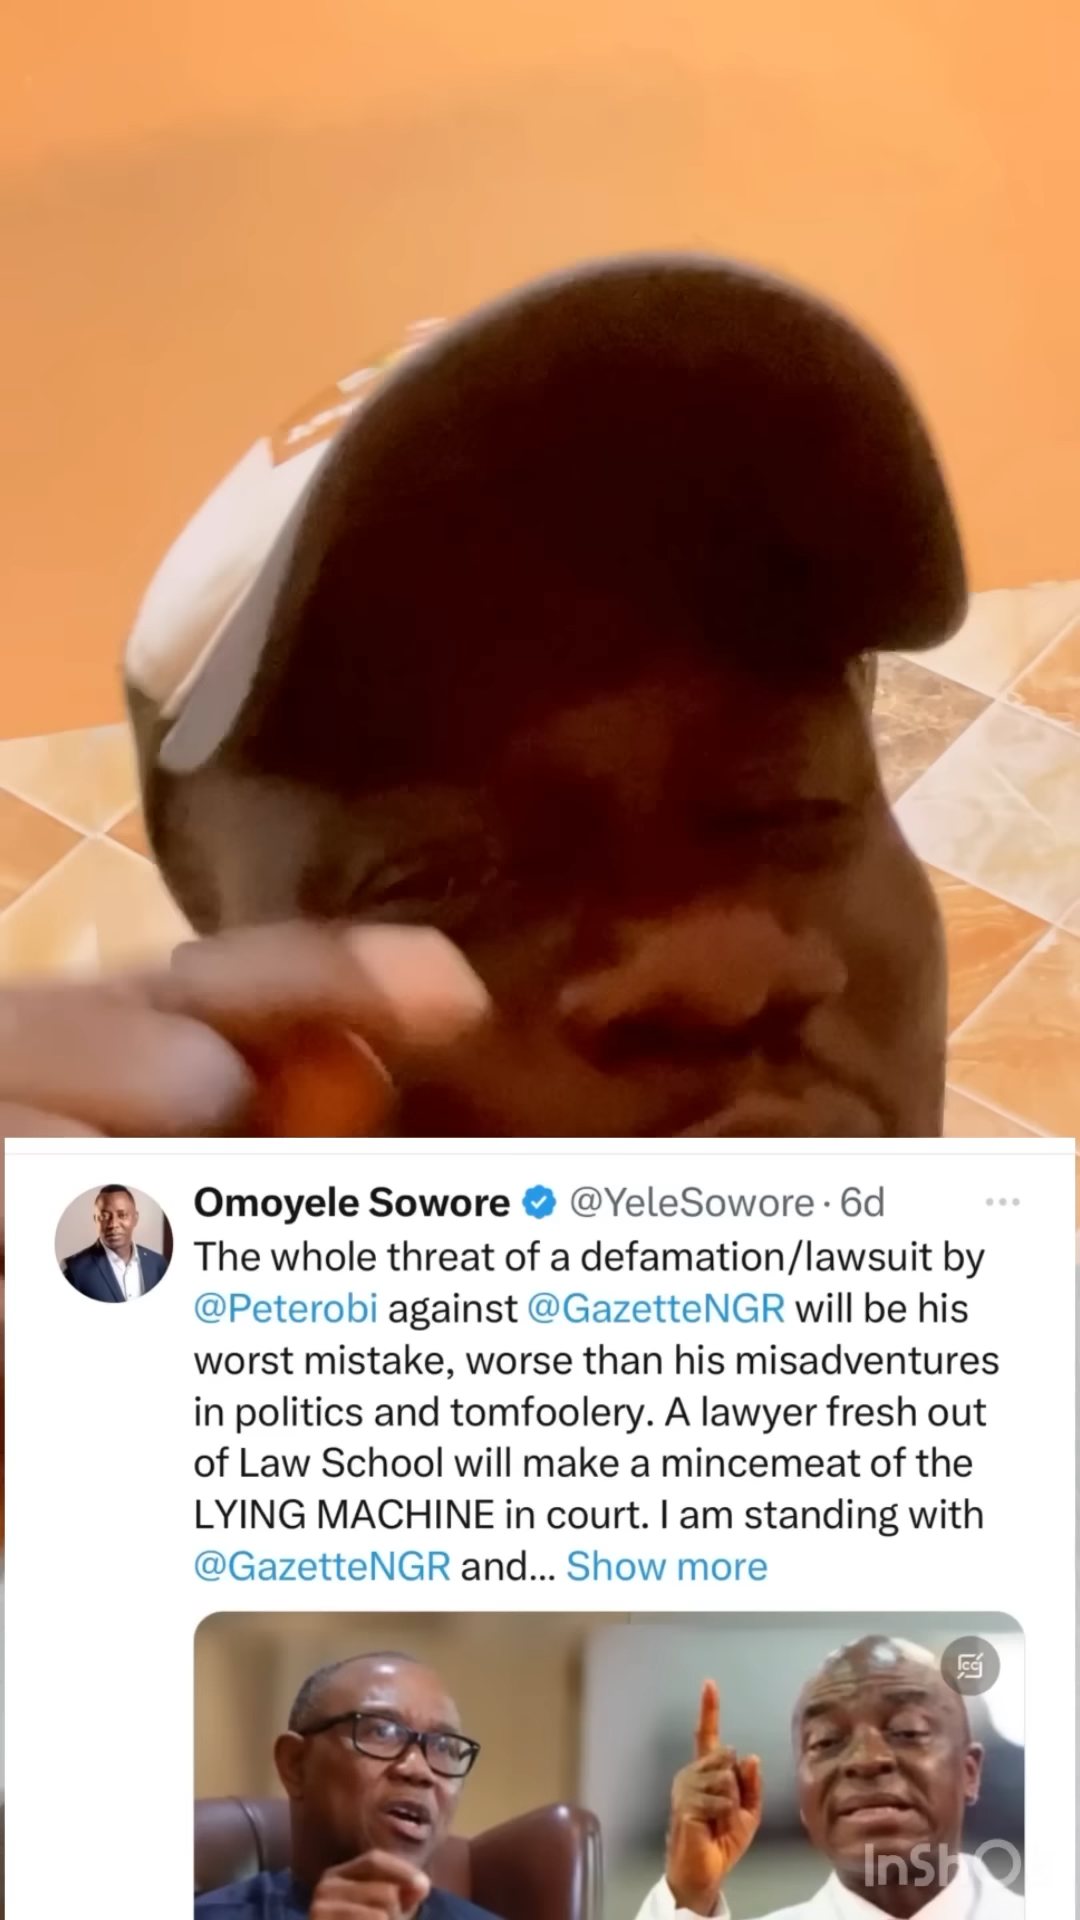 Omoyele Sowore @YeleSowore · 6d
The whole threat of a defamation/lawsuit by
@Peterobi against @GazetteNGR will be his
worst mistake, worse than his misadventures
in politics and tomfoolery. A lawyer fresh out
of Law School will make a mincemeat of the
LYING MACHINE in court. I am standing with
@GazetteNGR and... Show more
InShO